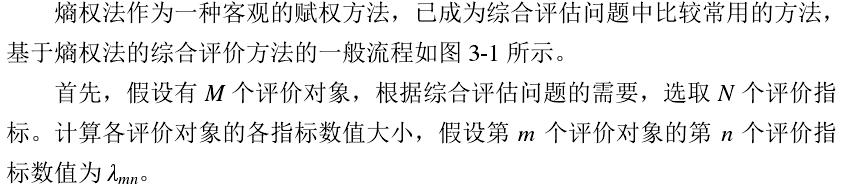 熵权法作为一种客观的赋权方法，已成为综合评估问题中比较常用的方法，
基于熵权法的综合评价方法的一般流程如图 3-1 所示。
首先，假设有 M 个评价对象，根据综合评估问题的需要，选取 N 个评价指
标。计算各评价对象的各指标数值大小，假设第 m 个评价对象的第 n 个评价指
标数值为 λmn。